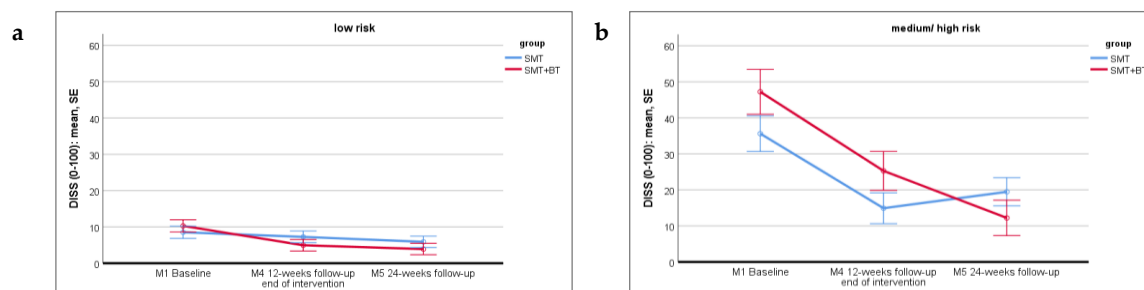 a
low risk
group
SMT
SMT+BT
DISS (0-100): mean, SE
60
50
40
30
20
10
0
M1 Baseline
M4 12-weeks follow-up
end of intervention
M5 24-weeks follow-up
b
medium/ high risk
group
SMT
SMT+BT
DISS (0-100): mean, SE
60
50
40
30
20
10
0
M1 Baseline
M4 12-weeks follow-up
end of intervention
M5 24-weeks follow-up